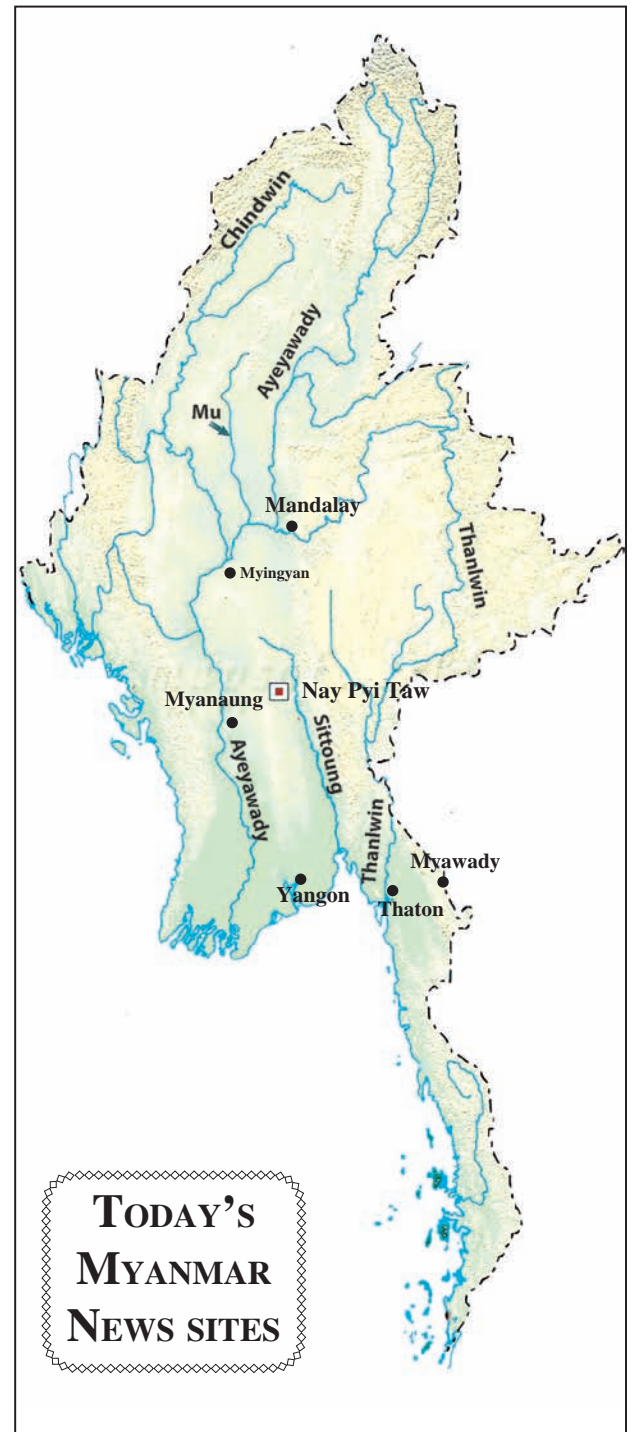 Chindwin
Ayeyawady
Mu
Mandalay
Myingyan
Thanlwin
Nay Pyi Taw
Myanaung
Sittoung
Ayeyawady
Thanlwin
Myawady
Yangon
Thaton
TODAY'S
MYANMAR
NEWS SITES